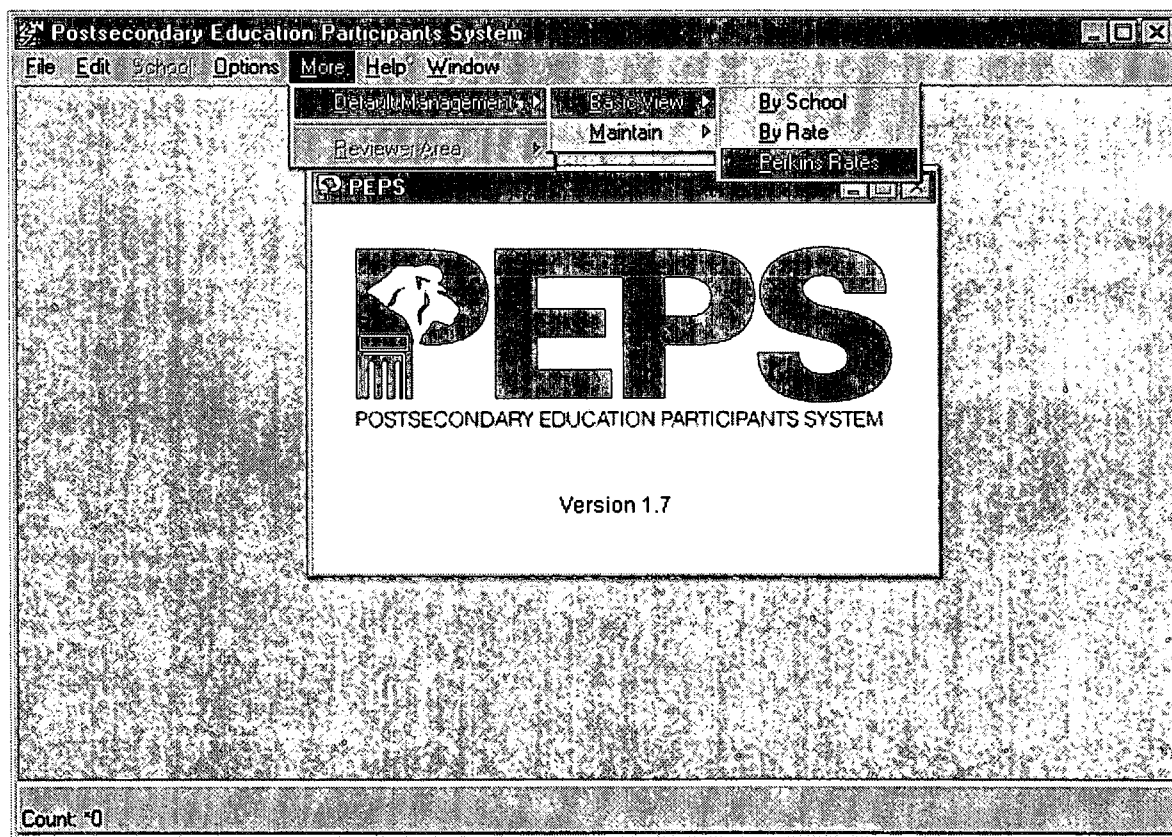 Postsecondary Education Participants System
File Edit School Options More Help Window
Default Management Basic View By School
Maintain By Rate
Reviewer Area Perkins Rates
PEPS
PEPS
POSTSECONDARY EDUCATION PARTICIPANTS SYSTEM
Version 1.7
Count: *0